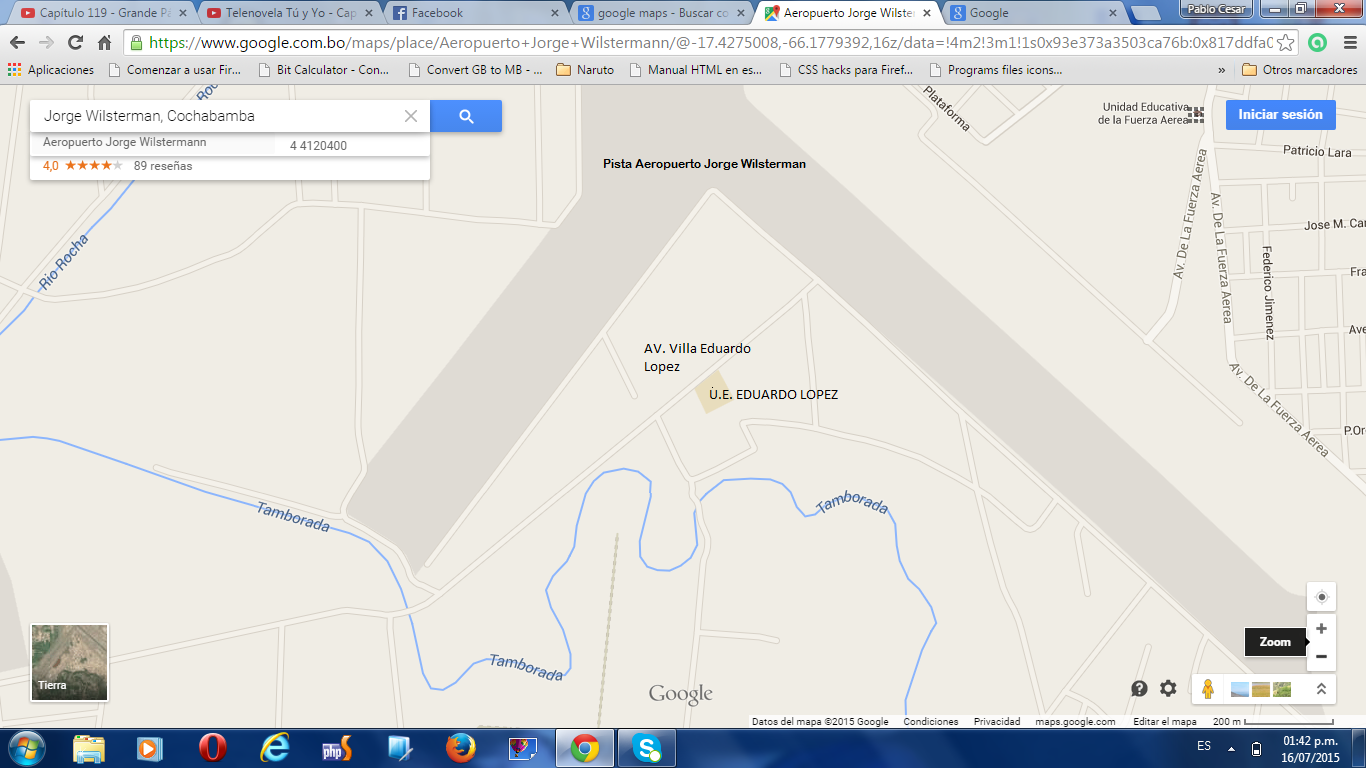 Capítulo 119 - Grande Pá
Telenovela Tú y Yo - Cap
Facebook
google maps - Buscar co
Aeropuerto Jorge Wilster
Google
Pablo Cesar
https://www.google.com.bo/maps/place/Aeropuerto+Jorge+Wilstermann/@-17.4275008,-66.1779392,16z/data=!4m2!3m1!1s0x93e373a3503ca76b:0x817ddfa0
Aplicaciones
Comenzar a usar Fir...
Bit Calculator - Con...
Convert GB to MB - ...
Naruto
Manual HTML en es...
CSS hacks para Firef...
Programs files icons...
»
Otros marcadores
Jorge Wilsterman, Cochabamba
Aeropuerto Jorge Wilstermann
4 4120400
4,0
89 reseñas
Iniciar sesión
Plataforma
Unidad Educativa
de la Fuerza Aerea
Patricio Lara
Pista Aeropuerto Jorge Wilsterman
Rio Rocha
Av. De La Fuerza Aerea
Av. De La Fuerza Aerea
Jose M. Car
Federico Jimenez
Fra
Ave
AV. Villa Eduardo
Lopez
U.E. EDUARDO LOPEZ
Av. De La Fuerza Aerea
P.Oro
Tamborada
Tamborada
Tamborada
Tierra
Zoom
Google
Datos del mapa ©2015 Google
Condiciones
Privacidad
maps.google.com
Editar el mapa
200 m
php
ES
01:42 p.m.
16/07/2015